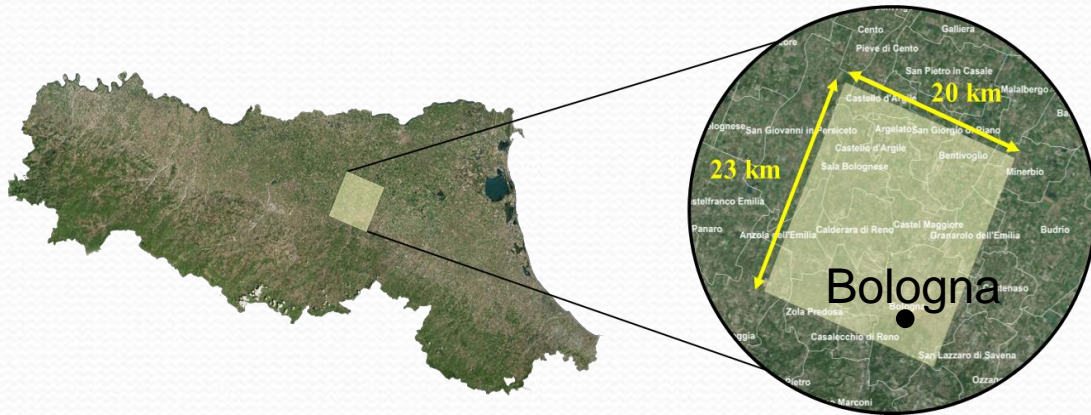 Cento
Galliera
Pieve di Cento
San Pietro in Casale
Malalbergo
Castello d'Argile
20 km
Argelato
San Giorgio di Piano
San Giovanni in Persiceto
Castello d'Argile
Bentivoglio
23 km
Sala Bolognese
Minerbio
Castel Maggiore
Panaro
Anzola dell'Emilia
Calderara di Reno
Granarolo dell'Emilia
Budrio
Bologna
Bologna
Zola Predosa
Casalecchio di Reno
San Lazzaro di Savena